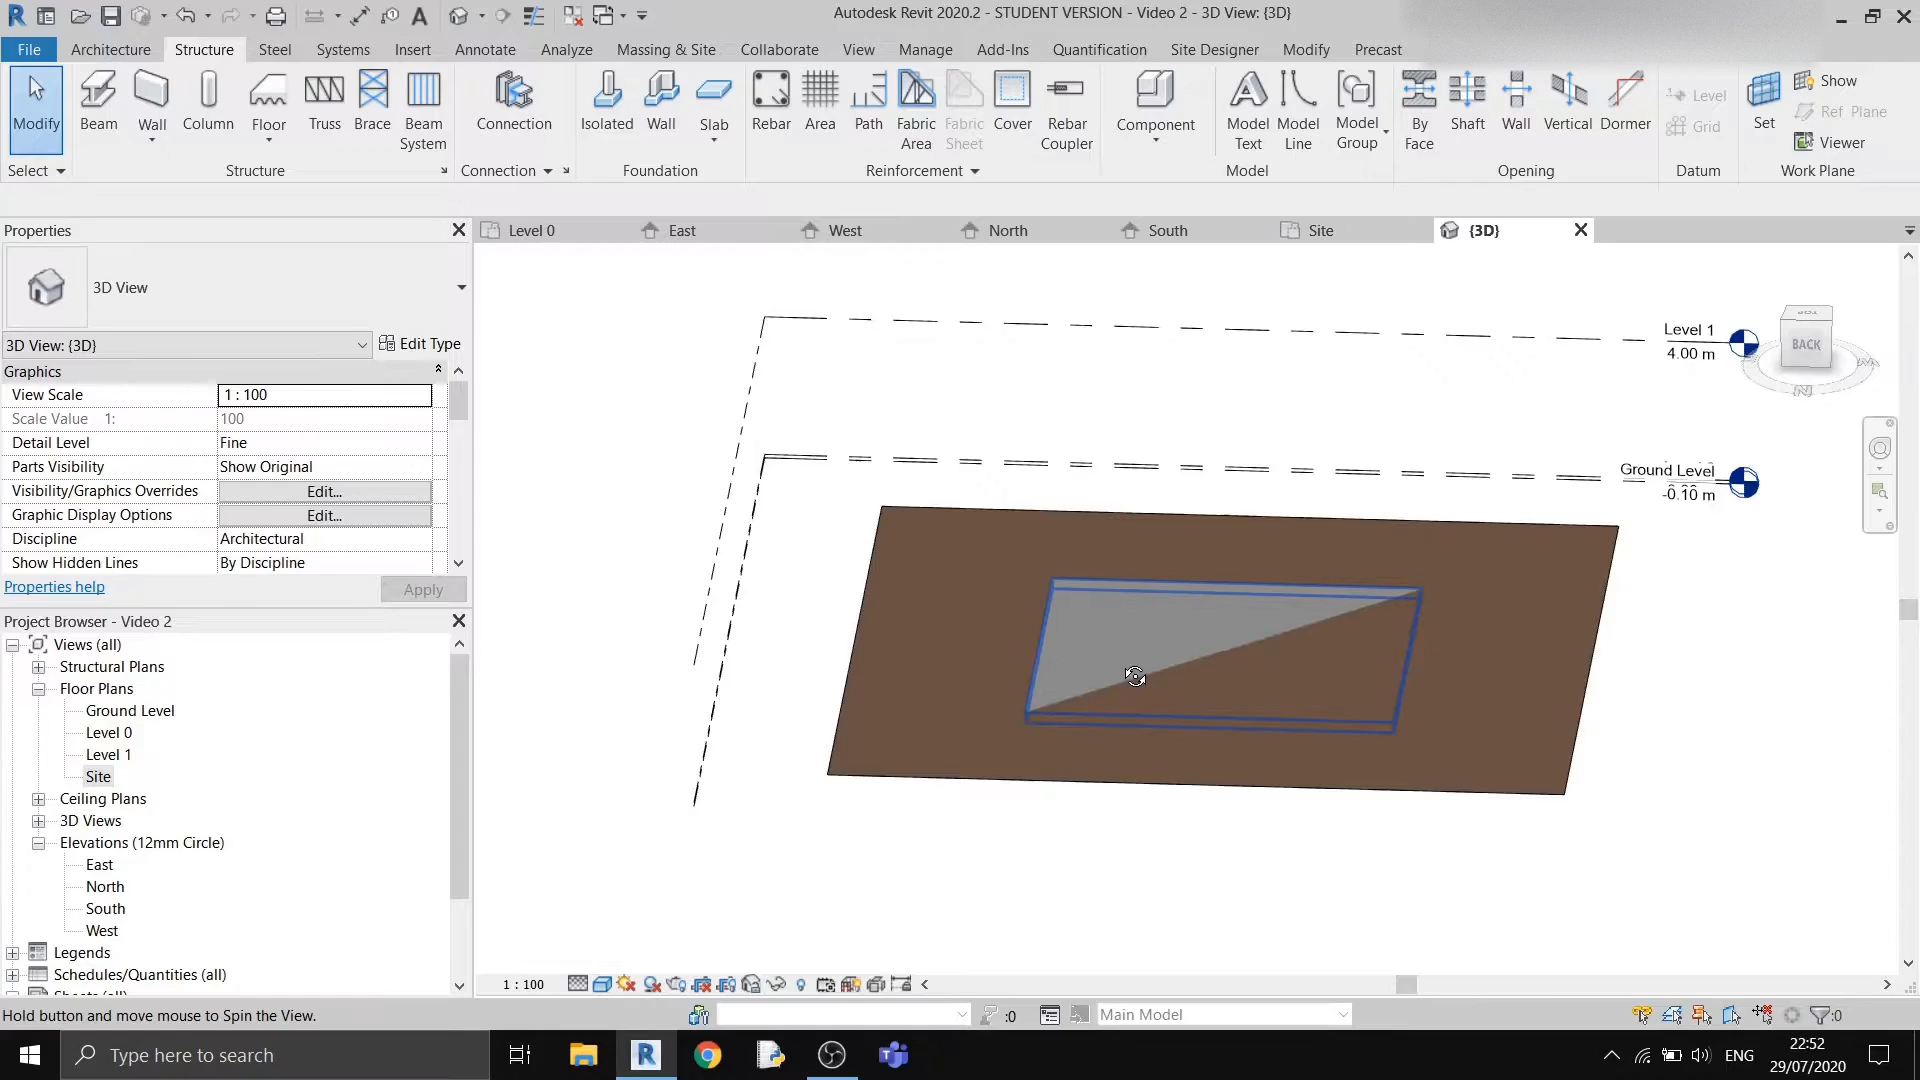 Autodesk Revit 2020.2 - STUDENT VERSION - Video 2 - 3D View: {3D}
File Architecture Structure Steel Systems Insert Annotate Analyze Massing & Site Collaborate View Manage Add-Ins Quantification Site Designer Modify Precast
Modify Beam Wall Column Floor Truss Brace Beam System Connection Isolated Wall Slab Rebar Area Path Fabric Area Fabric Sheet Cover Rebar Coupler Component Model Text Model Line Model Group By Face Shaft Wall Vertical Dormer Level Grid Set Show Ref Plane Viewer
Select Structure Connection Foundation Reinforcement Model Opening Datum Work Plane
Properties
3D View
3D View: {3D} Edit Type
Graphics
View Scale 1 : 100
Scale Value 1: 100
Detail Level Fine
Parts Visibility Show Original
Visibility/Graphics Overrides Edit...
Graphic Display Options Edit...
Discipline Architectural
Show Hidden Lines By Discipline
Properties help Apply
Project Browser - Video 2
Views (all)
Structural Plans
Floor Plans
Ground Level
Level 0
Level 1
Site
Ceiling Plans
3D Views
Elevations (12mm Circle)
East
North
South
West
Legends
Schedules/Quantities (all)
Level 0 East West North South Site {3D}
Level 1
4.00 m
TOP
BACK
N
Ground Level
-0.10 m
1 : 100
Hold button and move mouse to Spin the View.
:0 Main Model :0
Type here to search
ENG
22:52
29/07/2020